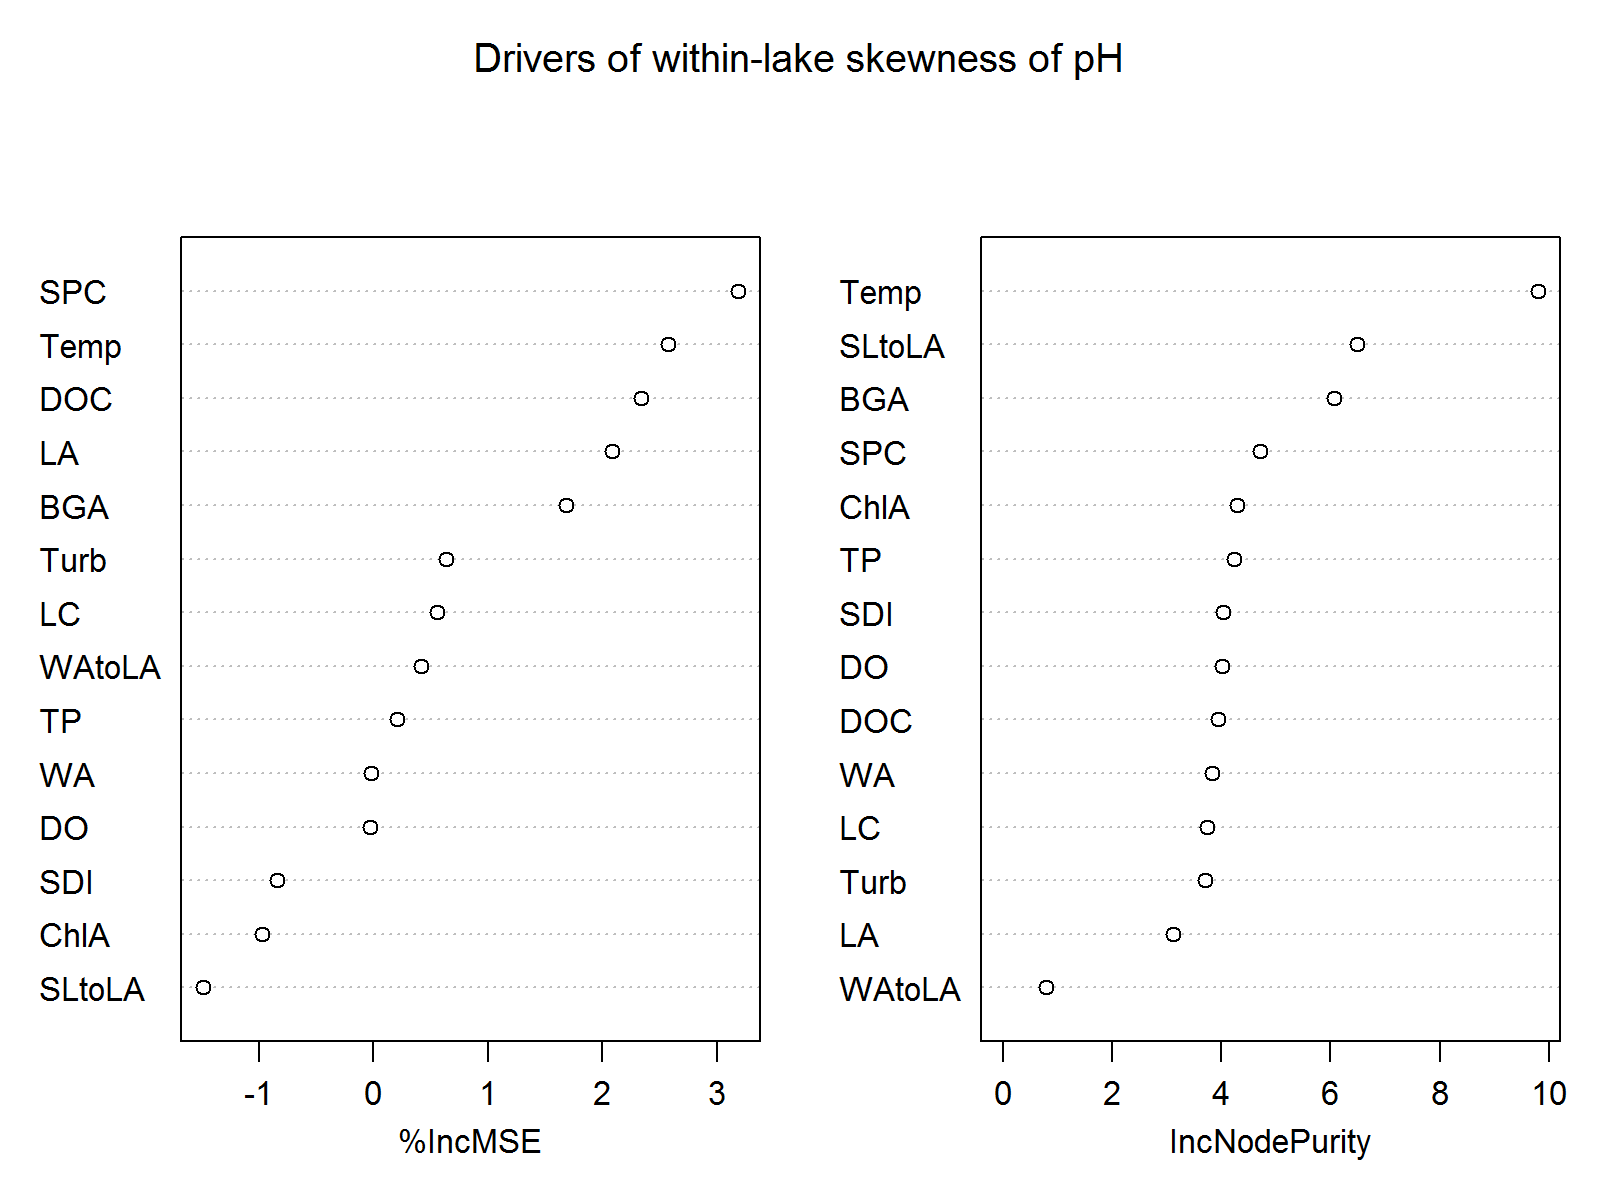 Drivers of within-lake skewness of pH
SPC
Temp
DOC
LA
BGA
Turb
LC
WAtoLA
TP
WA
DO
SDI
ChlA
SLtoLA
-1 0 1 2 3
%IncMSE
Temp
SLtoLA
BGA
SPC
ChlA
TP
SDI
DO
DOC
WA
LC
Turb
LA
WAtoLA
0 2 4 6 8 10
IncNodePurity